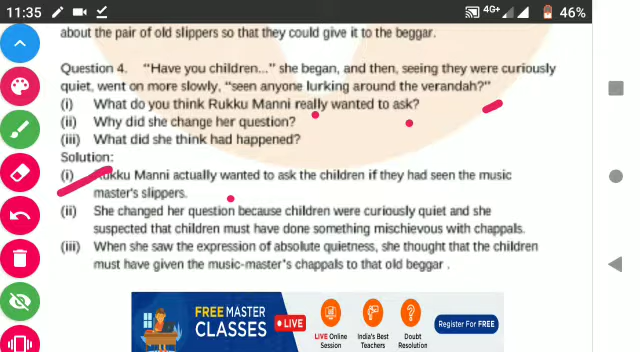 11:35
4G+
46%
about the pair of old slippers so that they could give it to the beggar.
Question 4. "Have you children..." she began, and then, seeing they were curiously
quiet, went on more slowly, "seen anyone lurking around the verandah?"
(i) What do you think Rukku Manni really wanted to ask?
(ii) Why did she change her question?
(iii) What did she think had happened?
Solution:
(i) Rukku Manni actually wanted to ask the children if they had seen the music
master's slippers.
(ii) She changed her question because children were curiously quiet and she
suspected that children must have done something mischievous with chappals.
(iii) When she saw the expression of absolute quietness, she thought that the children
must have given the music-master's chappals to that old beggar .
FREE MASTER
CLASSES
LIVE
LIVE Online
Session
India's Best
Teachers
Doubt
Resolution
Register For FREE